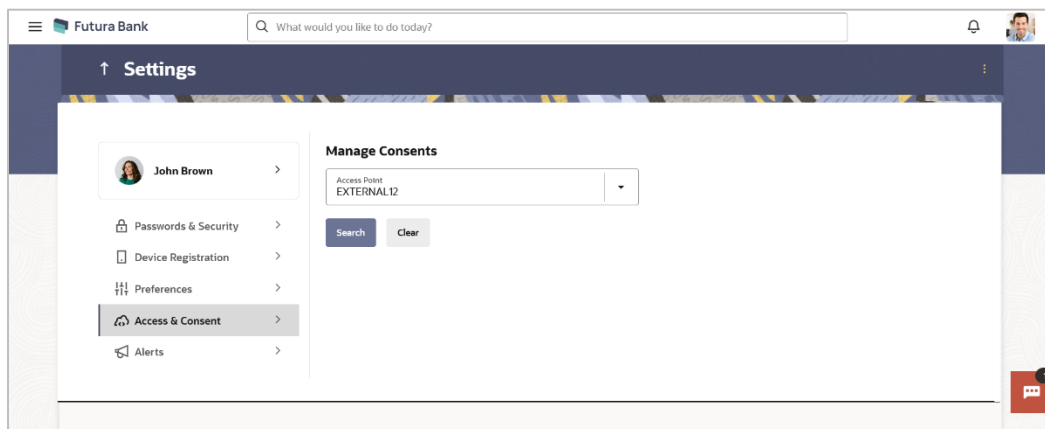 Futura Bank
What would you like to do today?
↑ Settings
John Brown
Passwords & Security
Device Registration
Preferences
Access & Consent
Alerts
Manage Consents
Access Point
EXTERNAL12
Search Clear